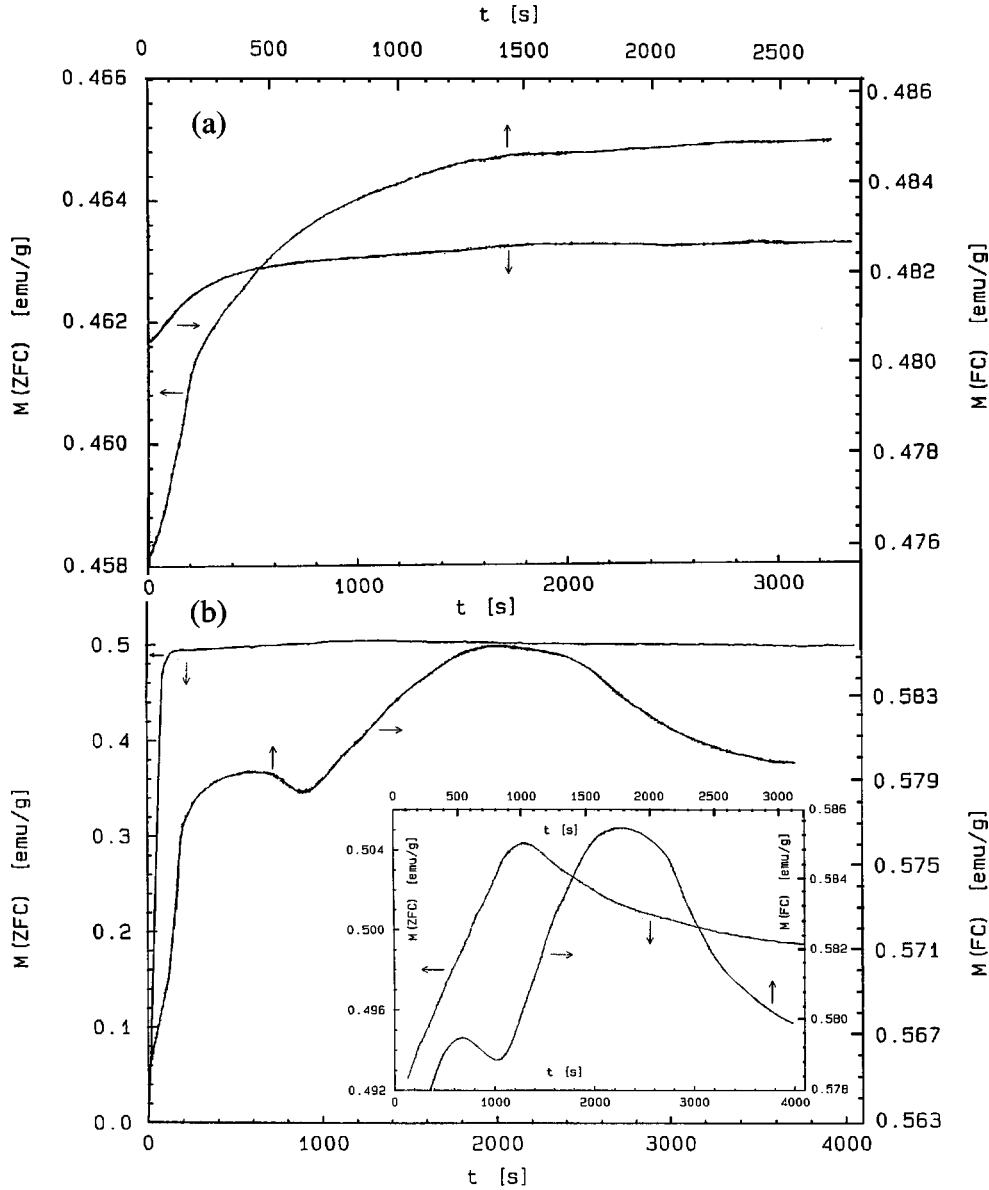 t [s]
0 500 1000 1500 2000 2500
0.466 0.486
(a)
0.464 0.484
M(ZFC) [emu/g] M(FC) [emu/g]
0.482
0.462
0.480
0.460 0.478
0.458 0.476
0 1000 2000 3000
t [s]
(b)
0.5
0.583
0.4
0.579
M(ZFC) [emu/g] M(FC) [emu/g]
0.3
0.575
0.2
0.571
0.1 0.567
0.0 0.563
0 1000 2000 3000 4000
t [s]
0 500 1000 1500 2000 2500 3000
t [s]
0.586
0.504
M(ZFC) [emu/g] M(FC) [emu/g]
0.584
0.500
0.582
0.496
0.580
t [s]
0.492 0.578
0 1000 2000 3000 4000